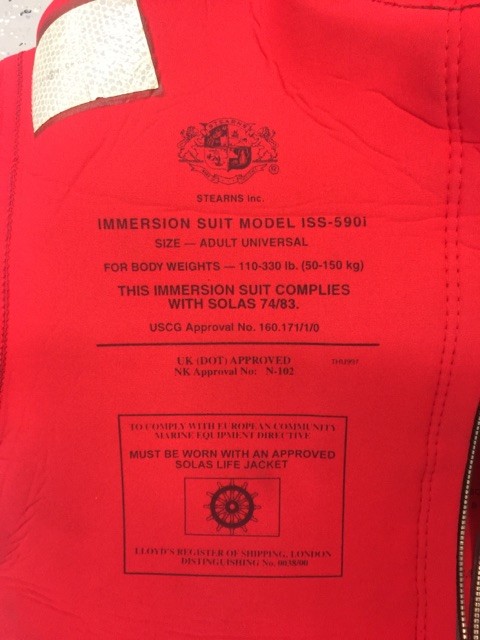 STEARNS
®
STEARNS Inc.
IMMERSION SUIT MODEL ISS-590i
SIZE — ADULT UNIVERSAL
FOR BODY WEIGHTS — 110-330 lb. (50-150 kg)
THIS IMMERSION SUIT COMPLIES
WITH SOLAS 74/83.
USCG Approval No. 160.171/1/0
UK (DOT) APPROVED
NK Approval No: N-102
TO COMPLY WITH EUROPEAN COMMUNITY
MARINE EQUIPMENT DIRECTIVE
MUST BE WORN WITH AN APPROVED
SOLAS LIFE JACKET
LLOYD'S REGISTER OF SHIPPING, LONDON
DISTINGUISHING No. 0038/00